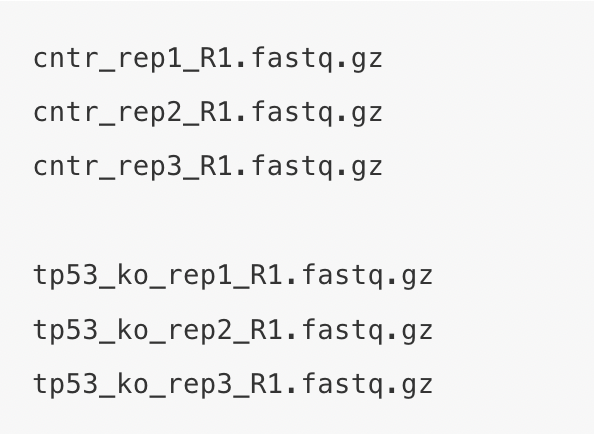 cntr_rep1_R1.fastq.gz
cntr_rep2_R1.fastq.gz
cntr_rep3_R1.fastq.gz
tp53_ko_rep1_R1.fastq.gz
tp53_ko_rep2_R1.fastq.gz
tp53_ko_rep3_R1.fastq.gz